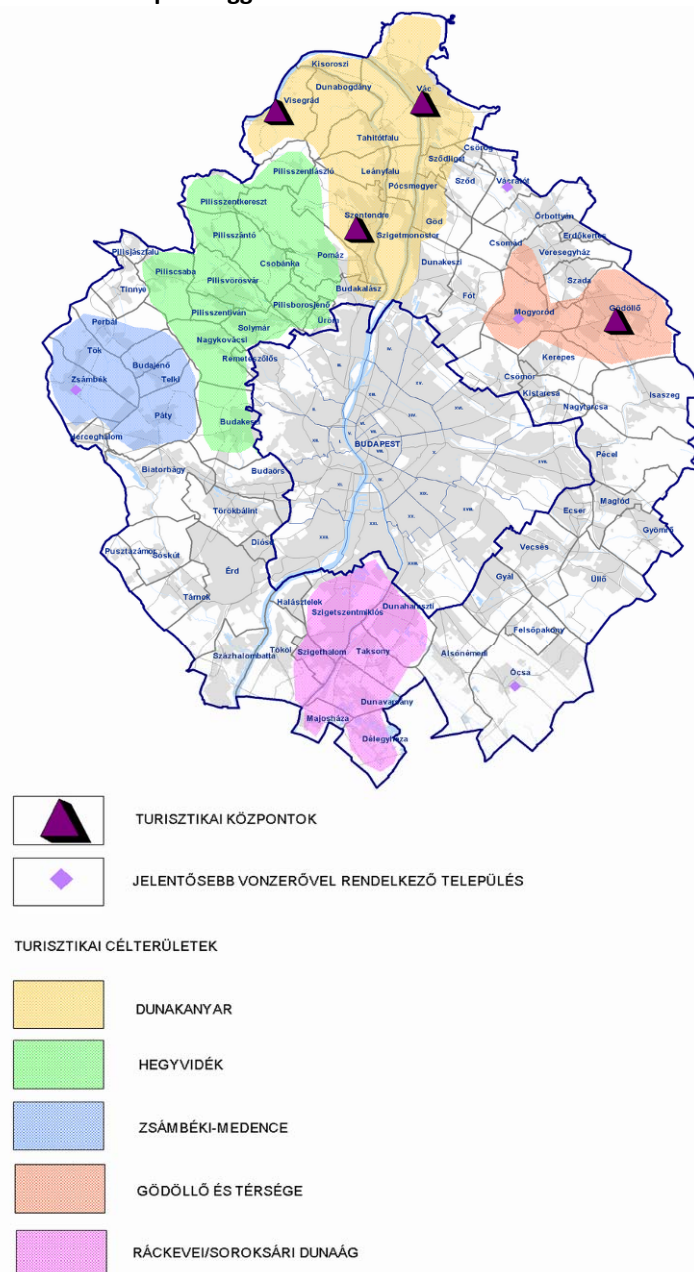 Kisoroszi
Dunabogdány
Visegrád
Vác
Tahitótfalu
Csörög
Sződliget
Pilisszentlászló
Leányfalu
Sződ
Vácrátót
Pócsmegyer
Pilisszentkereszt
Őrbottyán
Szentendre
Göd
Erdőkertes
Pilisszántó
Szigetmonostor
Csomád
Pilisjászfalu
Pomáz
Dunakeszi
Veresegyház
Csobánka
Piliscsaba
Szada
Pilisvörösvár
Tinnye
Budakalász
Fót
Mogyoród
Gödöllő
Pilisszentiván
Pilisborosjenő
Perbál
Solymár
Üröm
Nagykovácsi
Tök
Remeteszőlős
Kerepes
Budajenő
Csömör
Zsámbék
Telki
Kistarcsa
Isaszeg
Nagytarcsa
Páty
Budakeszi
Herceghalom
BUDAPEST
Pécel
Biatorbágy
Budaörs
Maglód
Törökbálint
Ecser
Gyömrő
Diósd
Pusztazámor
Sóskút
Vecsés
Érd
Gyál
Üllő
Tárnok
Halásztelek
Szigetszentmiklós
Dunaharaszti
Felsőpakony
Százhalombatta
Tököl
Szigethalom
Taksony
Alsónémedi
Ócsa
Dunavarsány
Majosháza
Délegyháza
TURISZTIKAI KÖZPONTOK
JELENTŐSEBB VONZERŐVEL RENDELKEZŐ TELEPÜLÉS
TURISZTIKAI CÉLTERÜLETEK
DUNAKANYAR
HEGYVIDÉK
ZSÁMBÉKI-MEDENCE
GÖDÖLLŐ ÉS TÉRSÉGE
RÁCKEVEI/SOROKSÁRI DUNAÁG